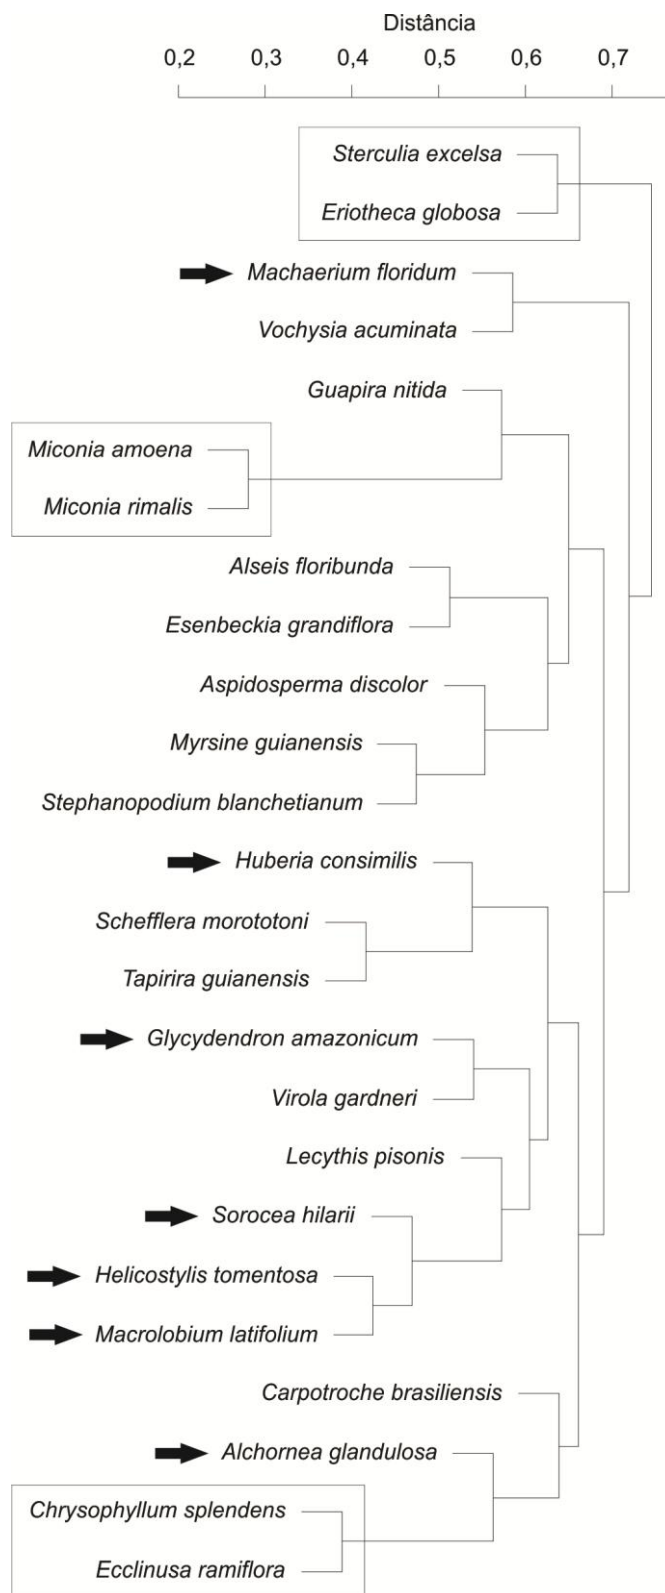 Distância
0,2 0,3 0,4 0,5 0,6 0,7
Sterculia excelsa
Eriotheca globosa
Machaerium floridum
Vochysia acuminata
Guapira nitida
Miconia amoena
Miconia rimalis
Alseis floribunda
Esenbeckia grandiflora
Aspidosperma discolor
Myrsine guianensis
Stephanopodium blanchetianum
Huberia consimilis
Schefflera morototoni
Tapirira guianensis
Glycydendron amazonicum
Virola gardneri
Lecythis pisonis
Sorocea hilarii
Helicostylis tomentosa
Macrolobium latifolium
Carpotroche brasiliensis
Alchornea glandulosa
Chrysophyllum splendens
Ecclinusa ramiflora